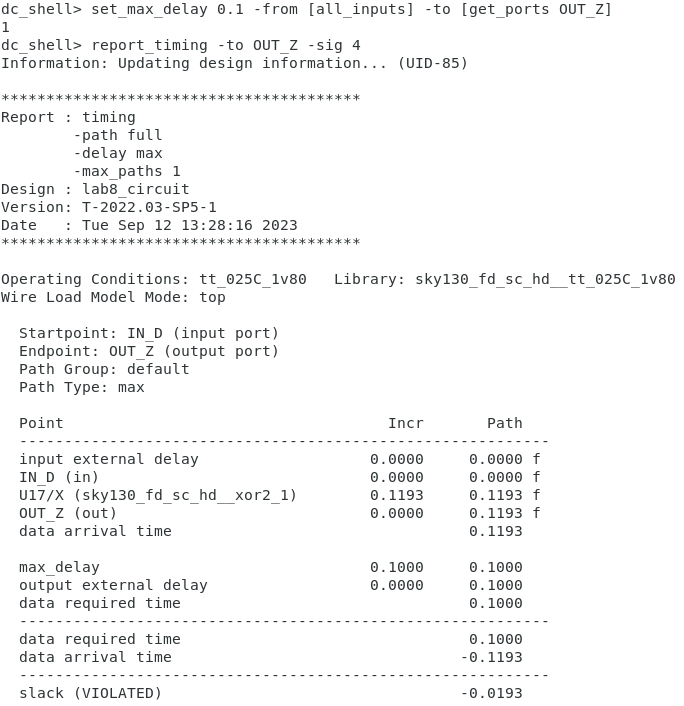 dc_shell> set_max_delay 0.1 -from [all_inputs] -to [get_ports OUT_Z]
1
dc_shell> report_timing -to OUT_Z -sig 4
Information: Updating design information... (UID-85)
****************************************
Report : timing
        -path full
        -delay max
        -max_paths 1
Design : lab8_circuit
Version: T-2022.03-SP5-1
Date   : Tue Sep 12 13:28:16 2023
****************************************
Operating Conditions: tt_025C_1v80   Library: sky130_fd_sc_hd__tt_025C_1v80
Wire Load Model Mode: top
  Startpoint: IN_D (input port)
  Endpoint: OUT_Z (output port)
  Path Group: default
  Path Type: max
  Point                                    Incr       Path
  -----------------------------------------------------------
  input external delay                   0.0000     0.0000 f
  IN_D (in)                              0.0000     0.0000 f
  U17/X (sky130_fd_sc_hd__xor2_1)        0.1193     0.1193 f
  OUT_Z (out)                            0.0000     0.1193 f
  data arrival time                                 0.1193
  max_delay                              0.1000     0.1000
  output external delay                  0.0000     0.1000
  data required time                                0.1000
  -----------------------------------------------------------
  data required time                                0.1000
  data arrival time                                -0.1193
  -----------------------------------------------------------
  slack (VIOLATED)                                 -0.0193